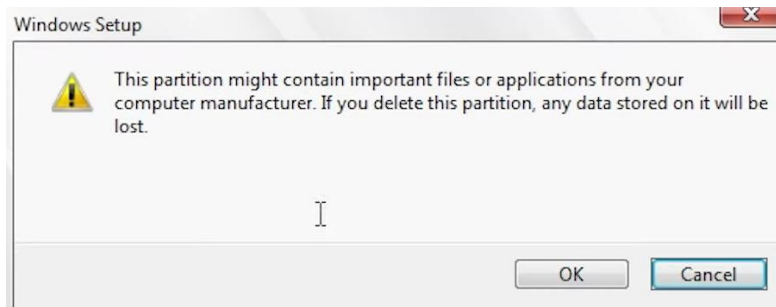 Windows Setup
This partition might contain important files or applications from your
computer manufacturer. If you delete this partition, any data stored on it will be
lost.
OK
Cancel